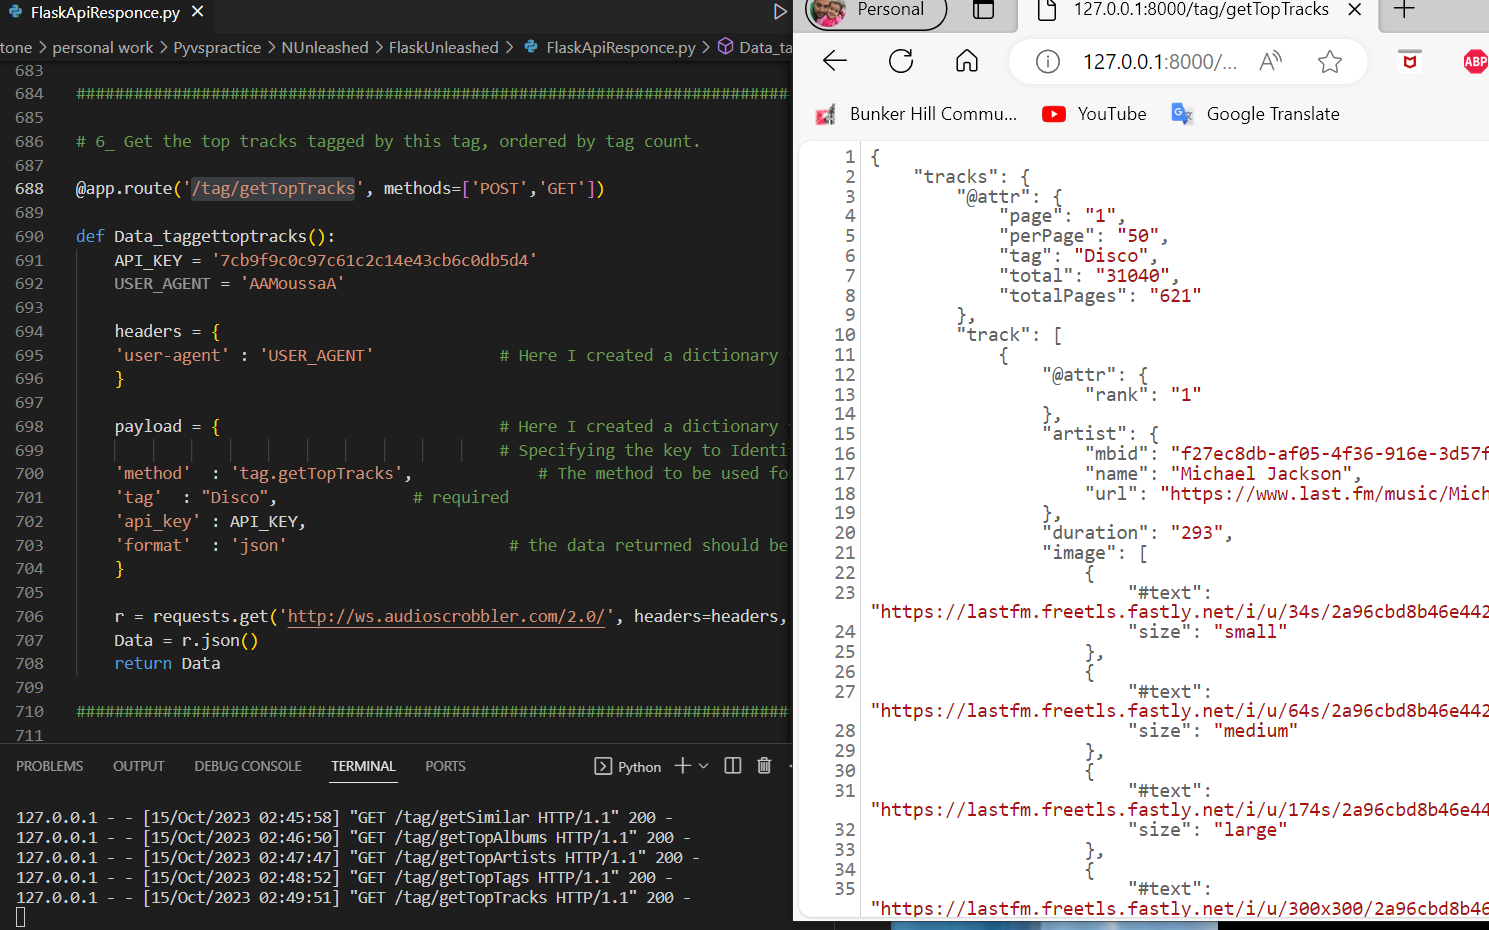 FlaskApiResponce.py
tone > personal work > Pyvspractice > NUnleashed > FlaskUnleashed > FlaskApiResponce.py > Data_ta
683
684 ##########################################################################
685
686 # 6_ Get the top tracks tagged by this tag, ordered by tag count.
687
688 @app.route('/tag/getTopTracks', methods=['POST','GET'])
689
690 def Data_taggettoptracks():
691 API_KEY = '7cb9f9c0c97c61c2c14e43cb6c0db5d4'
692 USER_AGENT = 'AAMoussaA'
693
694 headers = {
695 'user-agent' : 'USER_AGENT' # Here I created a dictionary
696 }
697
698 payload = { # Here I created a dictionary
699 # Specifying the key to Identi
700 'method' : 'tag.getTopTracks', # The method to be used fo
701 'tag' : "Disco", # required
702 'api_key' : API_KEY,
703 'format' : 'json' # the data returned should be
704 }
705
706 r = requests.get('http://ws.audioscrobbler.com/2.0/', headers=headers,
707 Data = r.json()
708 return Data
709
710 ##########################################################################
711
PROBLEMS OUTPUT DEBUG CONSOLE TERMINAL PORTS Python
127.0.0.1 - - [15/Oct/2023 02:45:58] "GET /tag/getSimilar HTTP/1.1" 200 -
127.0.0.1 - - [15/Oct/2023 02:46:50] "GET /tag/getTopAlbums HTTP/1.1" 200 -
127.0.0.1 - - [15/Oct/2023 02:47:47] "GET /tag/getTopArtists HTTP/1.1" 200 -
127.0.0.1 - - [15/Oct/2023 02:48:52] "GET /tag/getTopTags HTTP/1.1" 200 -
127.0.0.1 - - [15/Oct/2023 02:49:51] "GET /tag/getTopTracks HTTP/1.1" 200 -
Personal 127.0.0.1:8000/tag/getTopTracks
127.0.0.1:8000/... ABP
Bunker Hill Commu... YouTube Google Translate
1 {
2 "tracks": {
3 "@attr": {
4 "page": "1",
5 "perPage": "50",
6 "tag": "Disco",
7 "total": "31040",
8 "totalPages": "621"
9 },
10 "track": [
11 {
12 "@attr": {
13 "rank": "1"
14 },
15 "artist": {
16 "mbid": "f27ec8db-af05-4f36-916e-3d57f
17 "name": "Michael Jackson",
18 "url": "https://www.last.fm/music/Mich
19 },
20 "duration": "293",
21 "image": [
22 {
23 "#text":
"https://lastfm.freetls.fastly.net/i/u/34s/2a96cbd8b46e442
24 "size": "small"
25 },
26 {
27 "#text":
"https://lastfm.freetls.fastly.net/i/u/64s/2a96cbd8b46e442
28 "size": "medium"
29 },
30 {
31 "#text":
"https://lastfm.freetls.fastly.net/i/u/174s/2a96cbd8b46e44
32 "size": "large"
33 },
34 {
35 "#text":
"https://lastfm.freetls.fastly.net/i/u/300x300/2a96cbd8b46